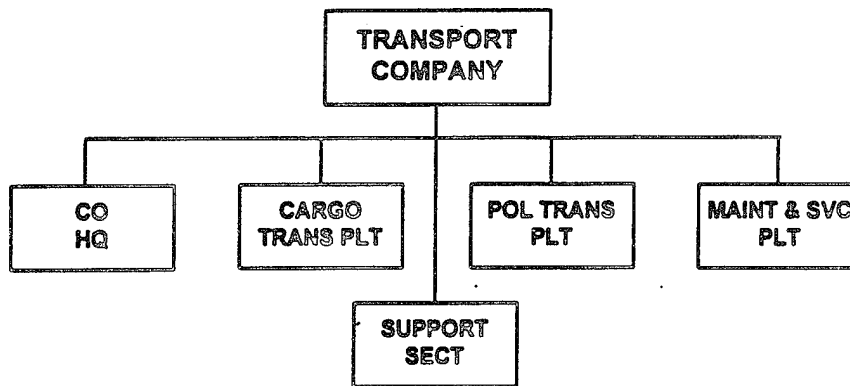 TRANSPORT
COMPANY
CO
HQ
CARGO
TRANS PLT
POL TRANS
PLT
MAINT & SVC
PLT
SUPPORT
SECT